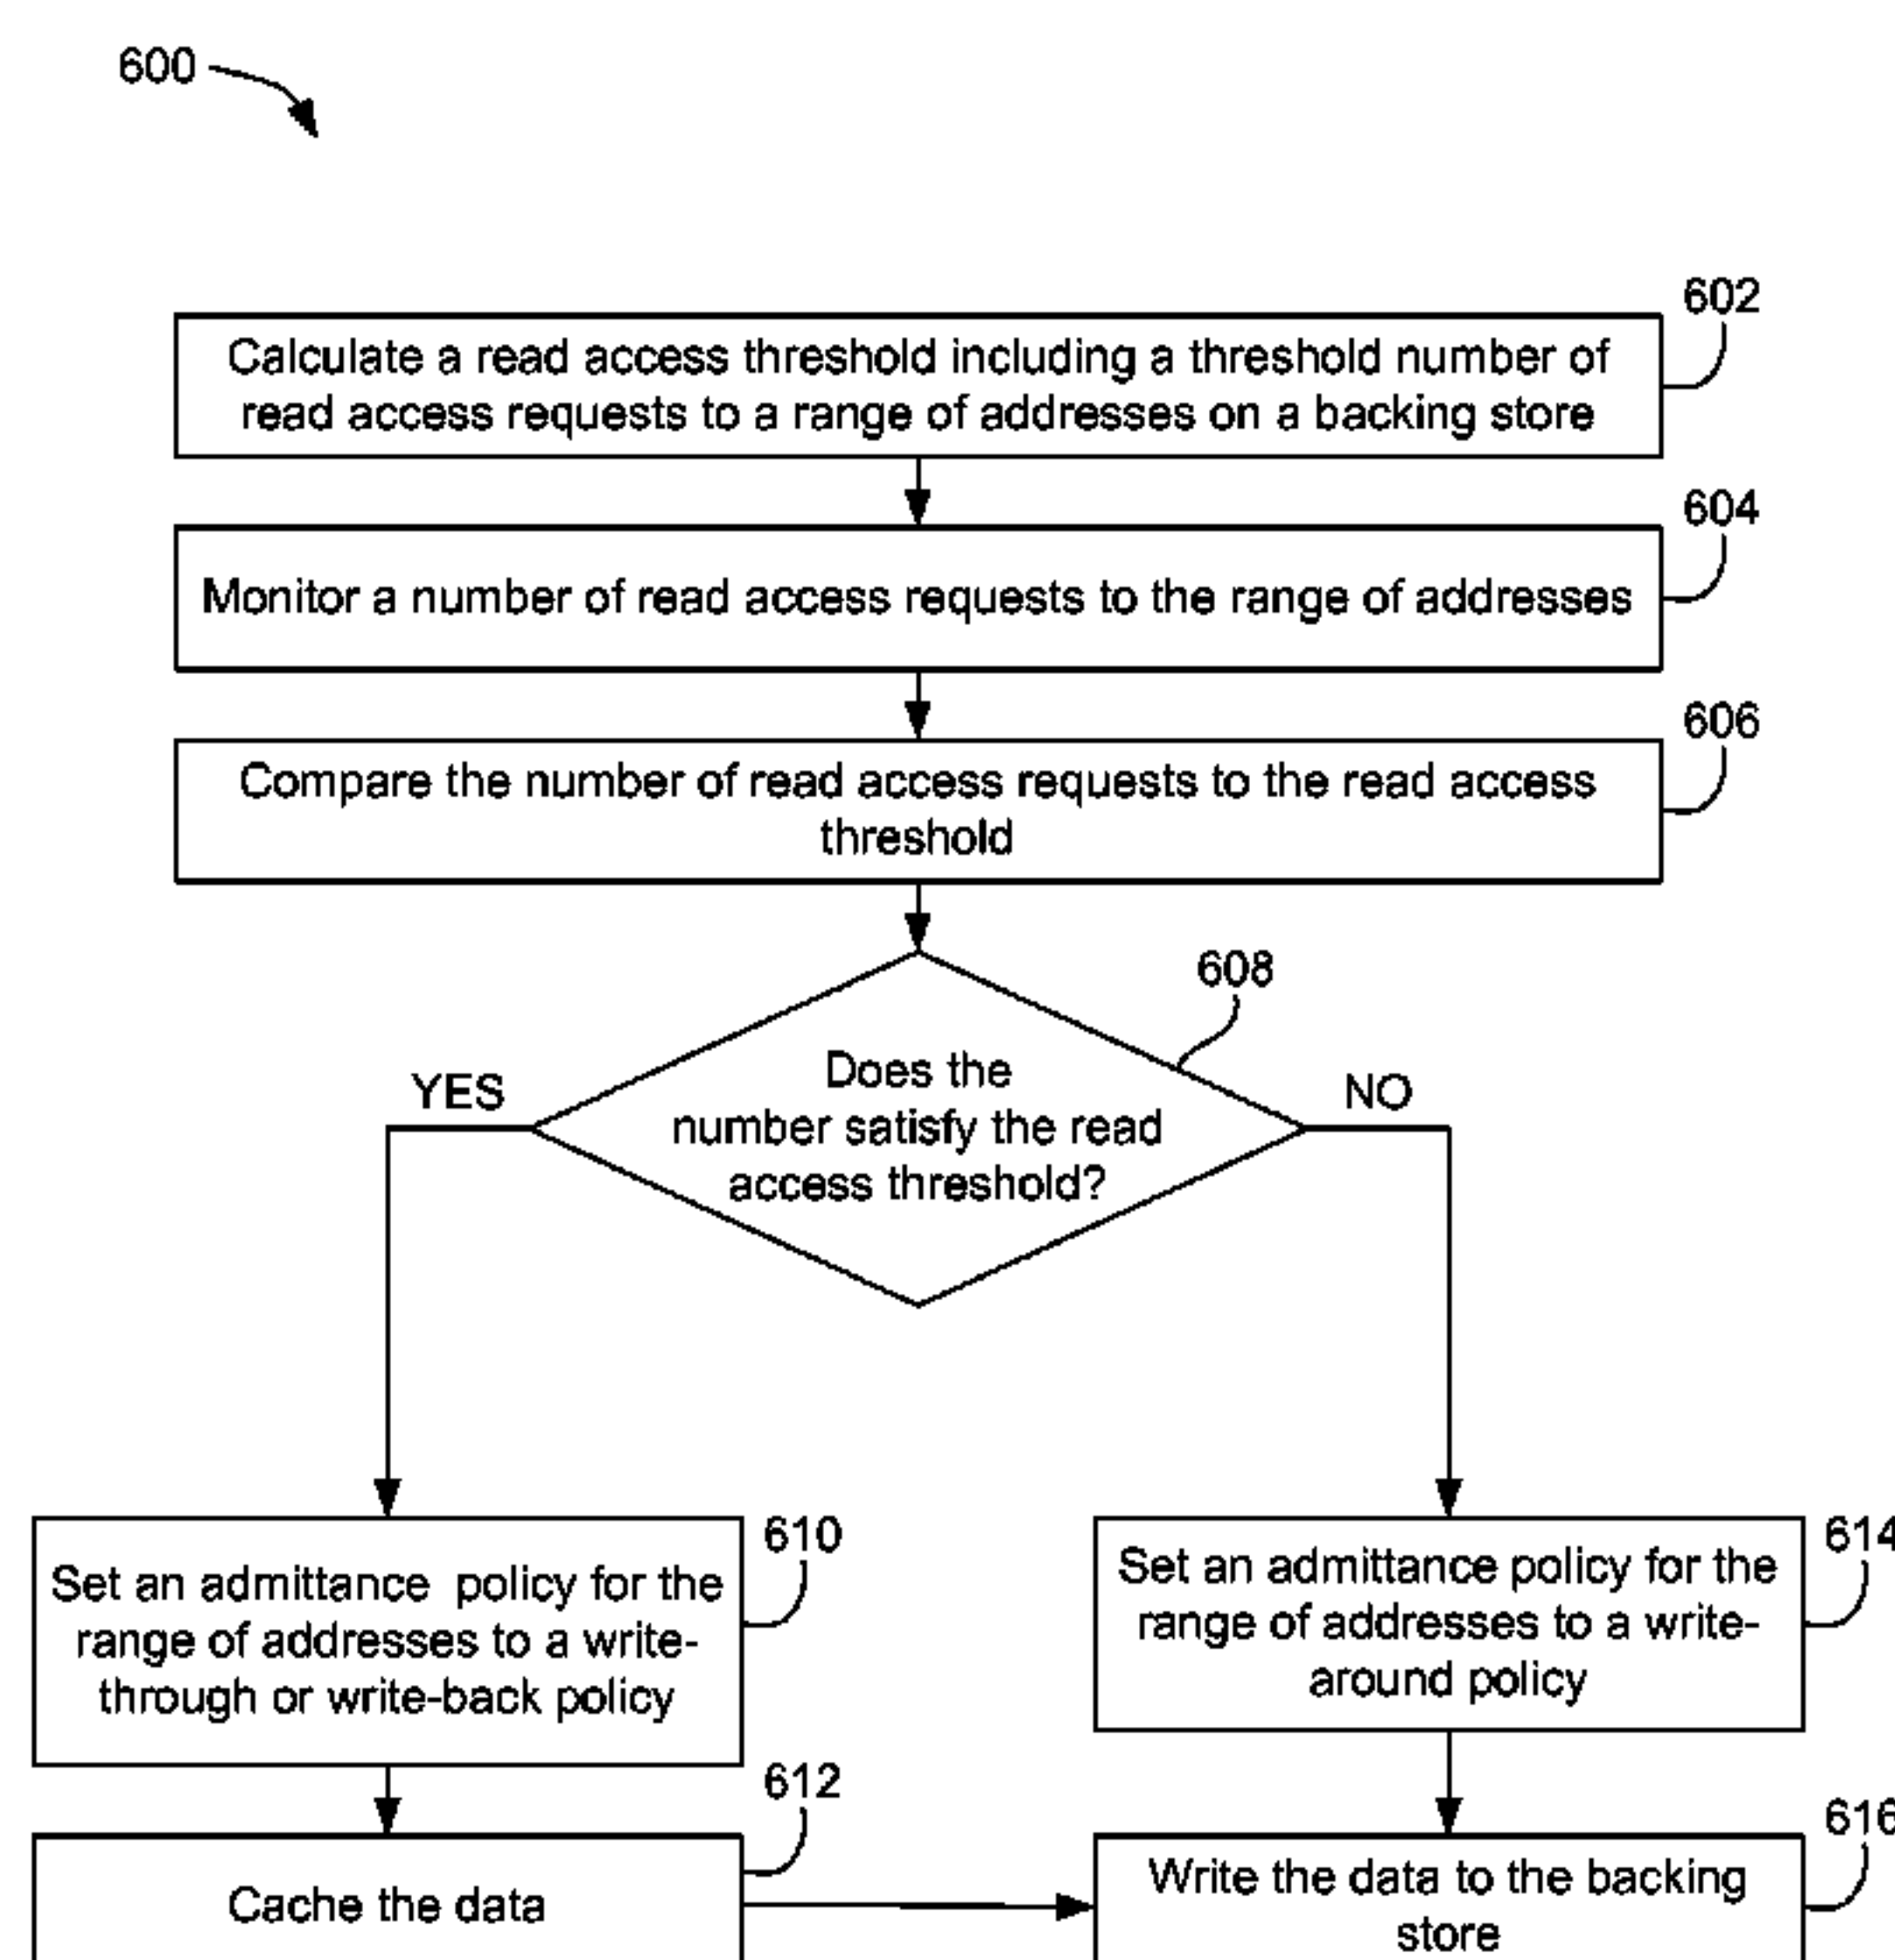 600
602
Calculate a read access threshold including a threshold number of
read access requests to a range of addresses on a backing store
604
Monitor a number of read access requests to the range of addresses
606
Compare the number of read access requests to the read access
threshold
608
Does the
number satisfy the read
access threshold?
YES
NO
610
Set an admittance policy for the
range of addresses to a write-
through or write-back policy
614
Set an admittance policy for the
range of addresses to a write-
around policy
612
Cache the data
616
Write the data to the backing
store